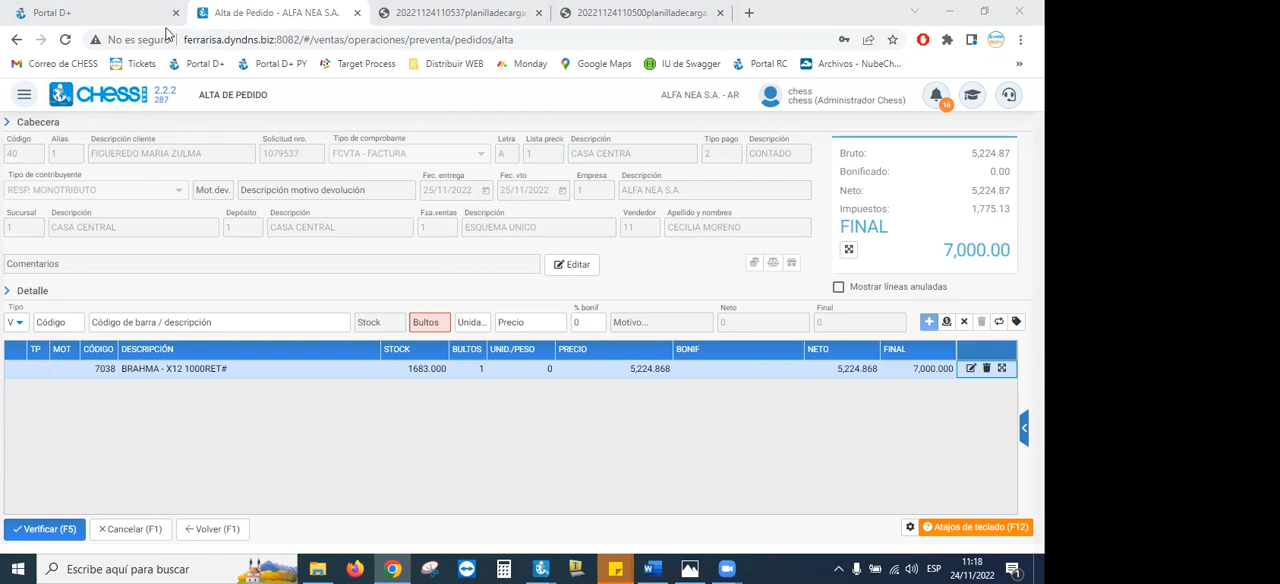 Portal D+
Alta de Pedido - ALFA NEA S.A.
20221124110537planilladecarga
20221124110500planilladecarga
No es seguro
ferrarisa.dyndns.biz:8082/#/ventas/operaciones/preventa/pedidos/alta
Correo de CHESS Tickets Portal D+ Portal D+ PY Target Process Distribuir WEB Monday Google Maps IU de Swagger Portal RC Archivos - NubeCh... »
CHESS 2.2.2 287 ALTA DE PEDIDO ALFA NEA S.A. - AR chess chess (Administrador Chess) 16
Cabecera
Código Alias Descripción cliente Solicitud nro. Tipo de comprobante Letra Lista preci Descripción Tipo pago Descripción
40 1 FIGUEREDO MARIA ZULMA 1079537 FCVTA - FACTURA A 1 CASA CENTRA 2 CONTADO
Tipo de contribuyente Fec. entrega Fec. vto Empresa Descripción
RESP. MONOTRIBUTO Mot.dev. Descripción motivo devolución 25/11/2022 25/11/2022 1 ALFA NEA S.A.
Sucursal Descripción Depósito Descripción Fza.ventas Descripción Vendedor Apellido y nombres
1 CASA CENTRAL 1 CASA CENTRAL 1 ESQUEMA UNICO 11 CECILIA MORENO
Bruto: 5,224.87
Bonificado: 0.00
Neto: 5,224.87
Impuestos: 1,775.13
FINAL
7,000.00
Comentarios Editar
Mostrar líneas anuladas
Detalle
Tipo % bonif Neto Final
V Código Código de barra / descripción Stock Bultos Unida... Precio 0 Motivo... 0 0
TP MOT CÓDIGO DESCRIPCIÓN STOCK BULTOS UNID./PESO PRECIO BONIF NETO FINAL
7038 BRAHMA - X12 1000RET# 1683.000 1 0 5,224.868 5,224.868 7,000.000
Verificar (F5) Cancelar (F1) Volver (F1) Atajos de teclado (F12)
Escribe aquí para buscar ESP 11:18
24/11/2022 1